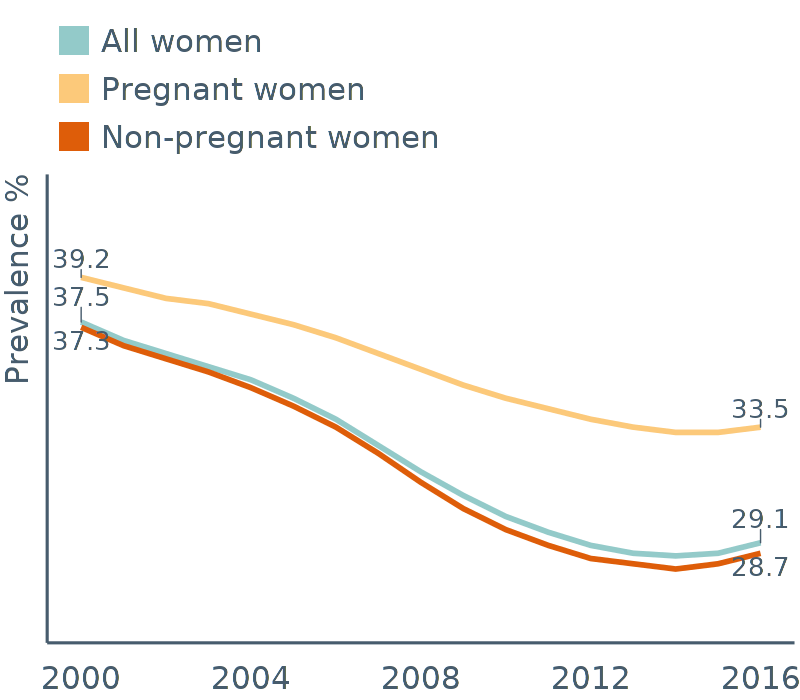 All women
Pregnant women
Non-pregnant women
Prevalence %
39.2
37.5
37.3
33.5
29.1
28.7
2000 2004 2008 2012 2016